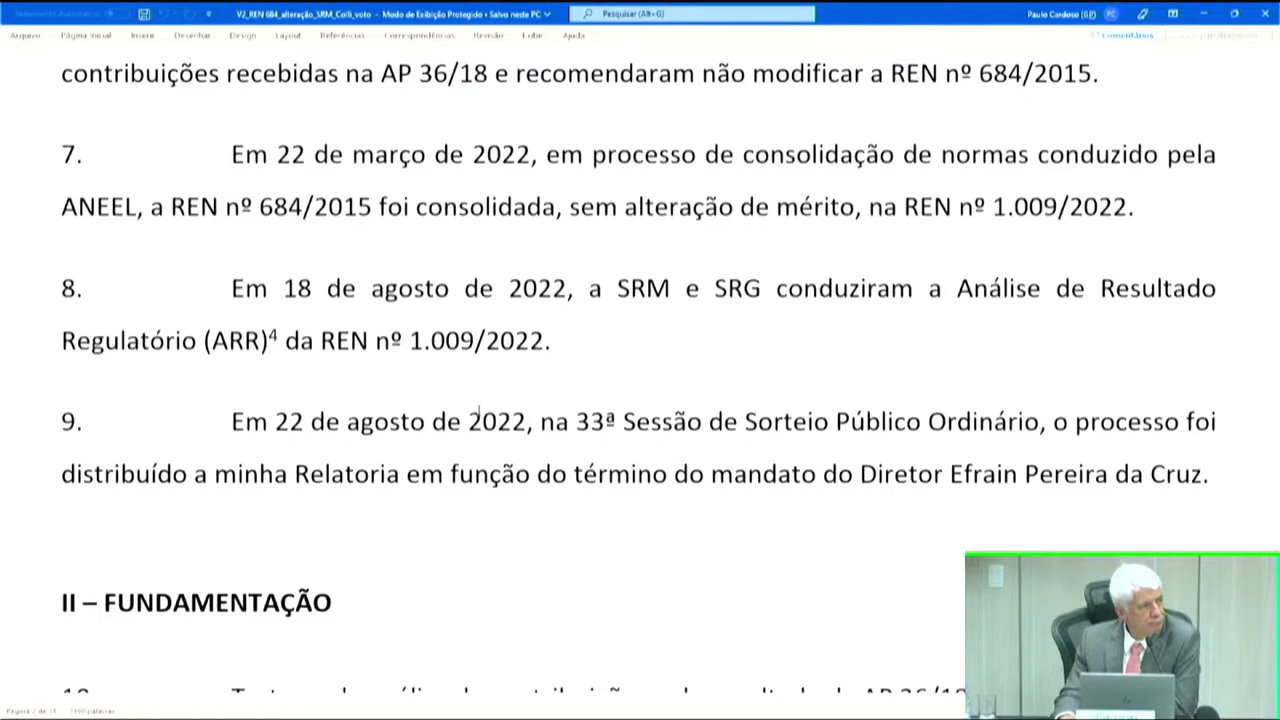 V2_REN 684_alteração_SRM_Colli_voto - Modo de Exibição Protegido • Salvo neste PC
Pesquisar (Alt+G)
Paulo Cardoso (GP) PC
Arquivo Página Inicial Inserir Desenhar Design Layout Referências Correspondências Revisão Exibir Ajuda Comentários
contribuições recebidas na AP 36/18 e recomendaram não modificar a REN nº 684/2015.
7. Em 22 de março de 2022, em processo de consolidação de normas conduzido pela
ANEEL, a REN nº 684/2015 foi consolidada, sem alteração de mérito, na REN nº 1.009/2022.
8. Em 18 de agosto de 2022, a SRM e SRG conduziram a Análise de Resultado
Regulatório (ARR)⁴ da REN nº 1.009/2022.
9. Em 22 de agosto de 2022, na 33ª Sessão de Sorteio Público Ordinário, o processo foi
distribuído a minha Relatoria em função do término do mandato do Diretor Efrain Pereira da Cruz.
II – FUNDAMENTAÇÃO